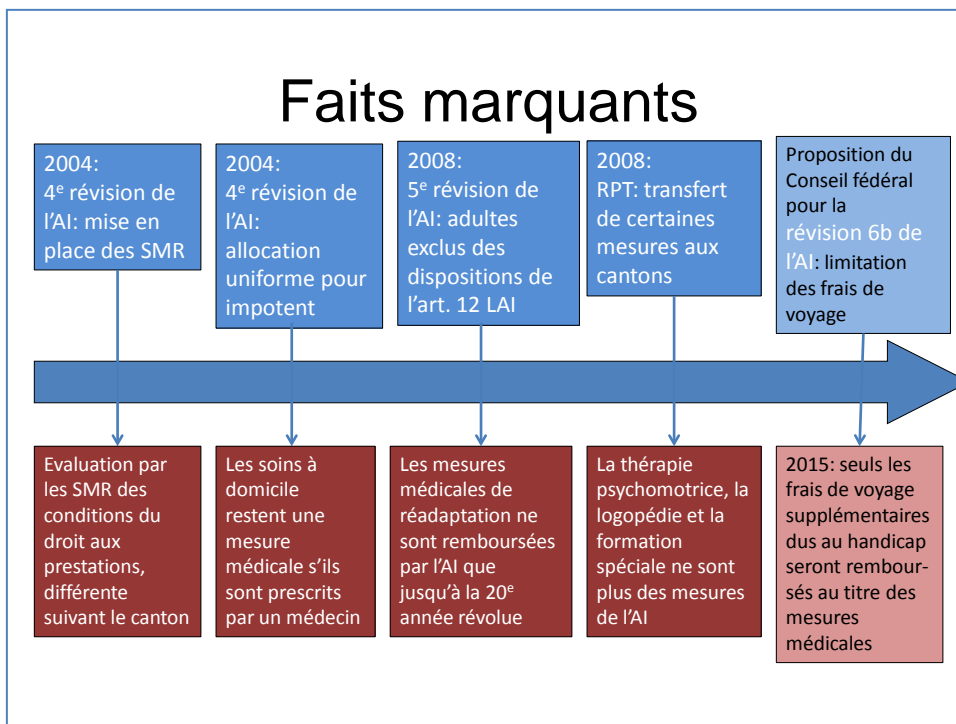 Faits marquants
2004:
4e révision de
l'AI: mise en
place des SMR
2004:
4e révision de
l'AI:
allocation
uniforme pour
impotent
2008:
5e révision de
l'AI: adultes
exclus des
dispositions de
l'art. 12 LAI
2008:
RPT: transfert
de certaines
mesures aux
cantons
Proposition du
Conseil fédéral
pour la
révision 6b de
l'AI: limitation
des frais de
voyage
Evaluation par
les SMR des
conditions du
droit aux
prestations,
différente
suivant le canton
Les soins à
domicile
restent une
mesure
médicale s'ils
sont prescrits
par un médecin
Les mesures
médicales de
réadaptation ne
sont remboursées
par l'AI que
jusqu'à la 20e
année révolue
La thérapie
psychomotrice, la
logopédie et la
formation
spéciale ne sont
plus des mesures
de l'AI
2015: seuls les
frais de voyage
supplémentaires
dus au handicap
seront rembour-
sés au titre des
mesures
médicales